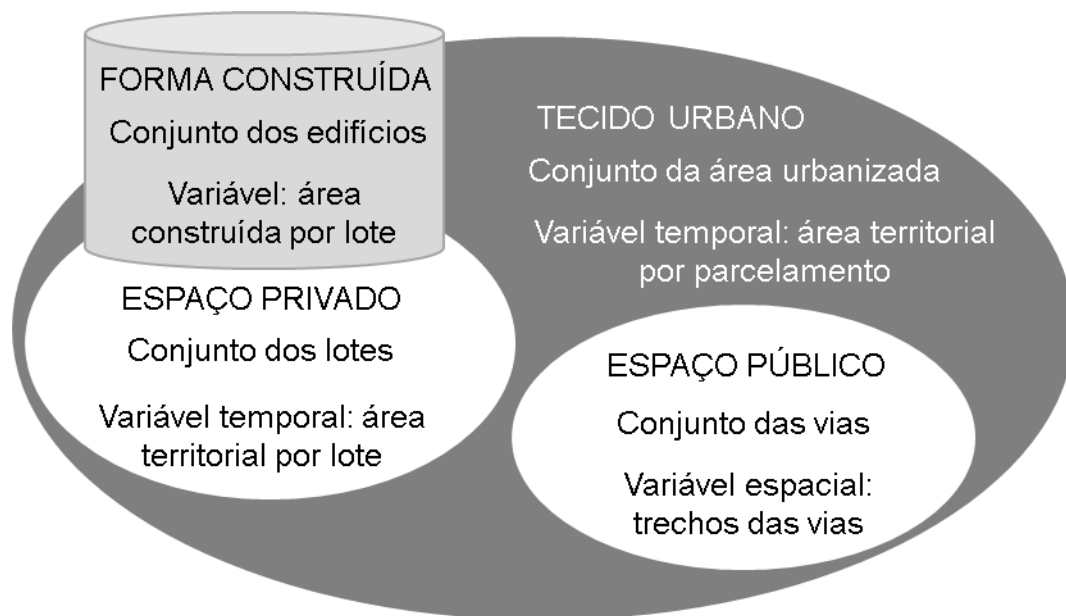 FORMA CONSTRUÍDA
Conjunto dos edifícios
Variável: área
construída por lote
TECIDO URBANO
Conjunto da área urbanizada
Variável temporal: área territorial
por parcelamento
ESPAÇO PRIVADO
Conjunto dos lotes
Variável temporal: área
territorial por lote
ESPAÇO PÚBLICO
Conjunto das vias
Variável espacial:
trechos das vias